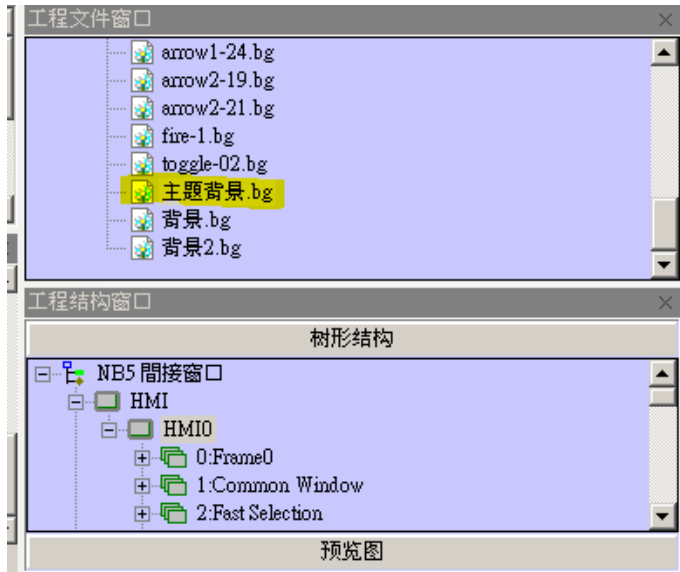 工程文件窗口
arrow1-24.bg
arrow2-19.bg
arrow2-21.bg
fire-1.bg
toggle-02.bg
主題背景.bg
背景.bg
背景2.bg
工程结构窗口
树形结构
NB5 間接窗口
HMI
HMI0
0:Frame0
1:Common Window
2:Fast Selection
预览图